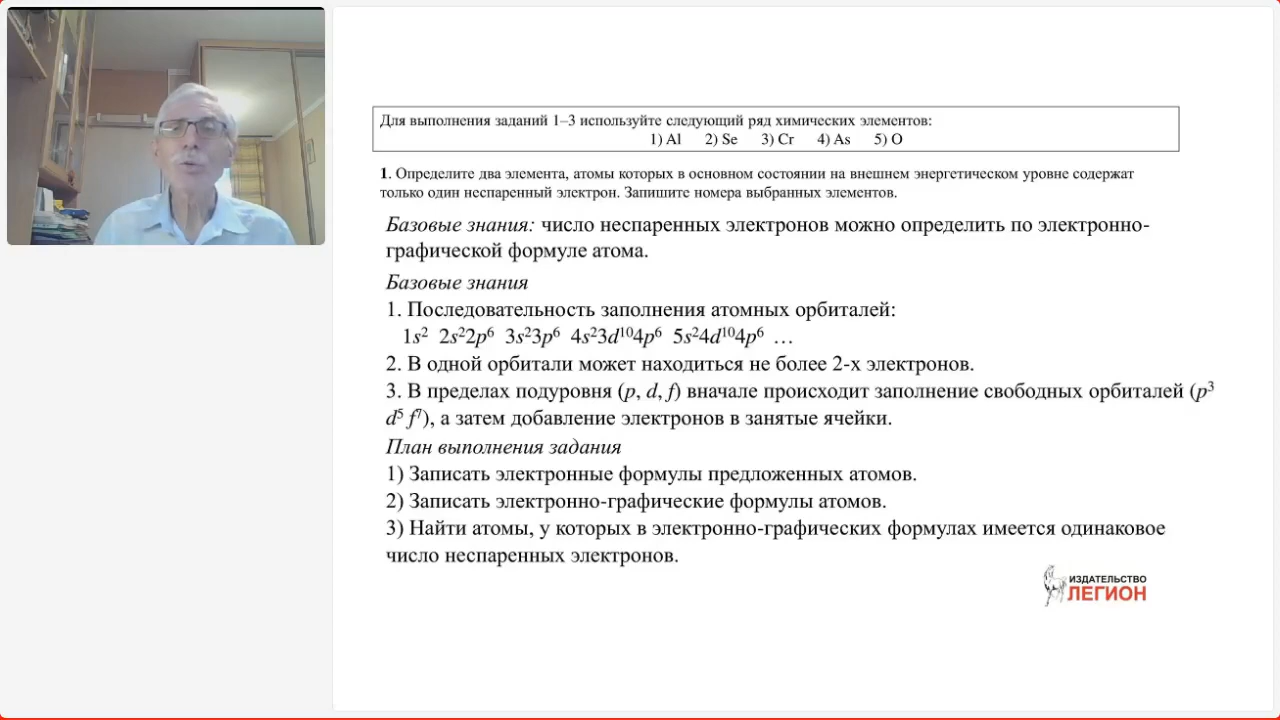 Для выполнения заданий 1–3 используйте следующий ряд химических элементов:
1) Al 2) Se 3) Cr 4) As 5) O
1. Определите два элемента, атомы которых в основном состоянии на внешнем энергетическом уровне содержат
только один неспаренный электрон. Запишите номера выбранных элементов.
Базовые знания: число неспаренных электронов можно определить по электронно-
графической формуле атома.
Базовые знания
1. Последовательность заполнения атомных орбиталей:
1s² 2s²2p⁶ 3s²3p⁶ 4s²3d¹⁰4p⁶ 5s²4d¹⁰4p⁶ …
2. В одной орбитали может находиться не более 2-х электронов.
3. В пределах подуровня (p, d, f) вначале происходит заполнение свободных орбиталей (p³
d⁵ f⁷), а затем добавление электронов в занятые ячейки.
План выполнения задания
1) Записать электронные формулы предложенных атомов.
2) Записать электронно-графические формулы атомов.
3) Найти атомы, у которых в электронно-графических формулах имеется одинаковое
число неспаренных электронов.
ИЗДАТЕЛЬСТВО
ЛЕГИОН